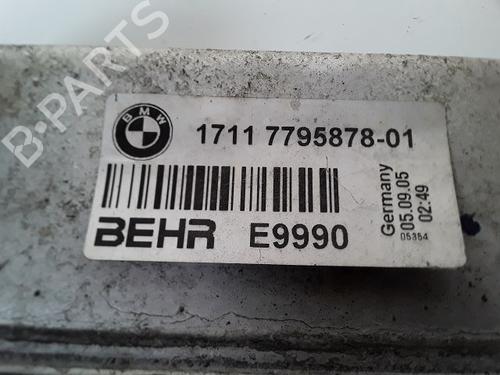 B-PARTS
BMW
1711 7795878-01
BEHR E9990
Germany
05.09.05
02:49
05354